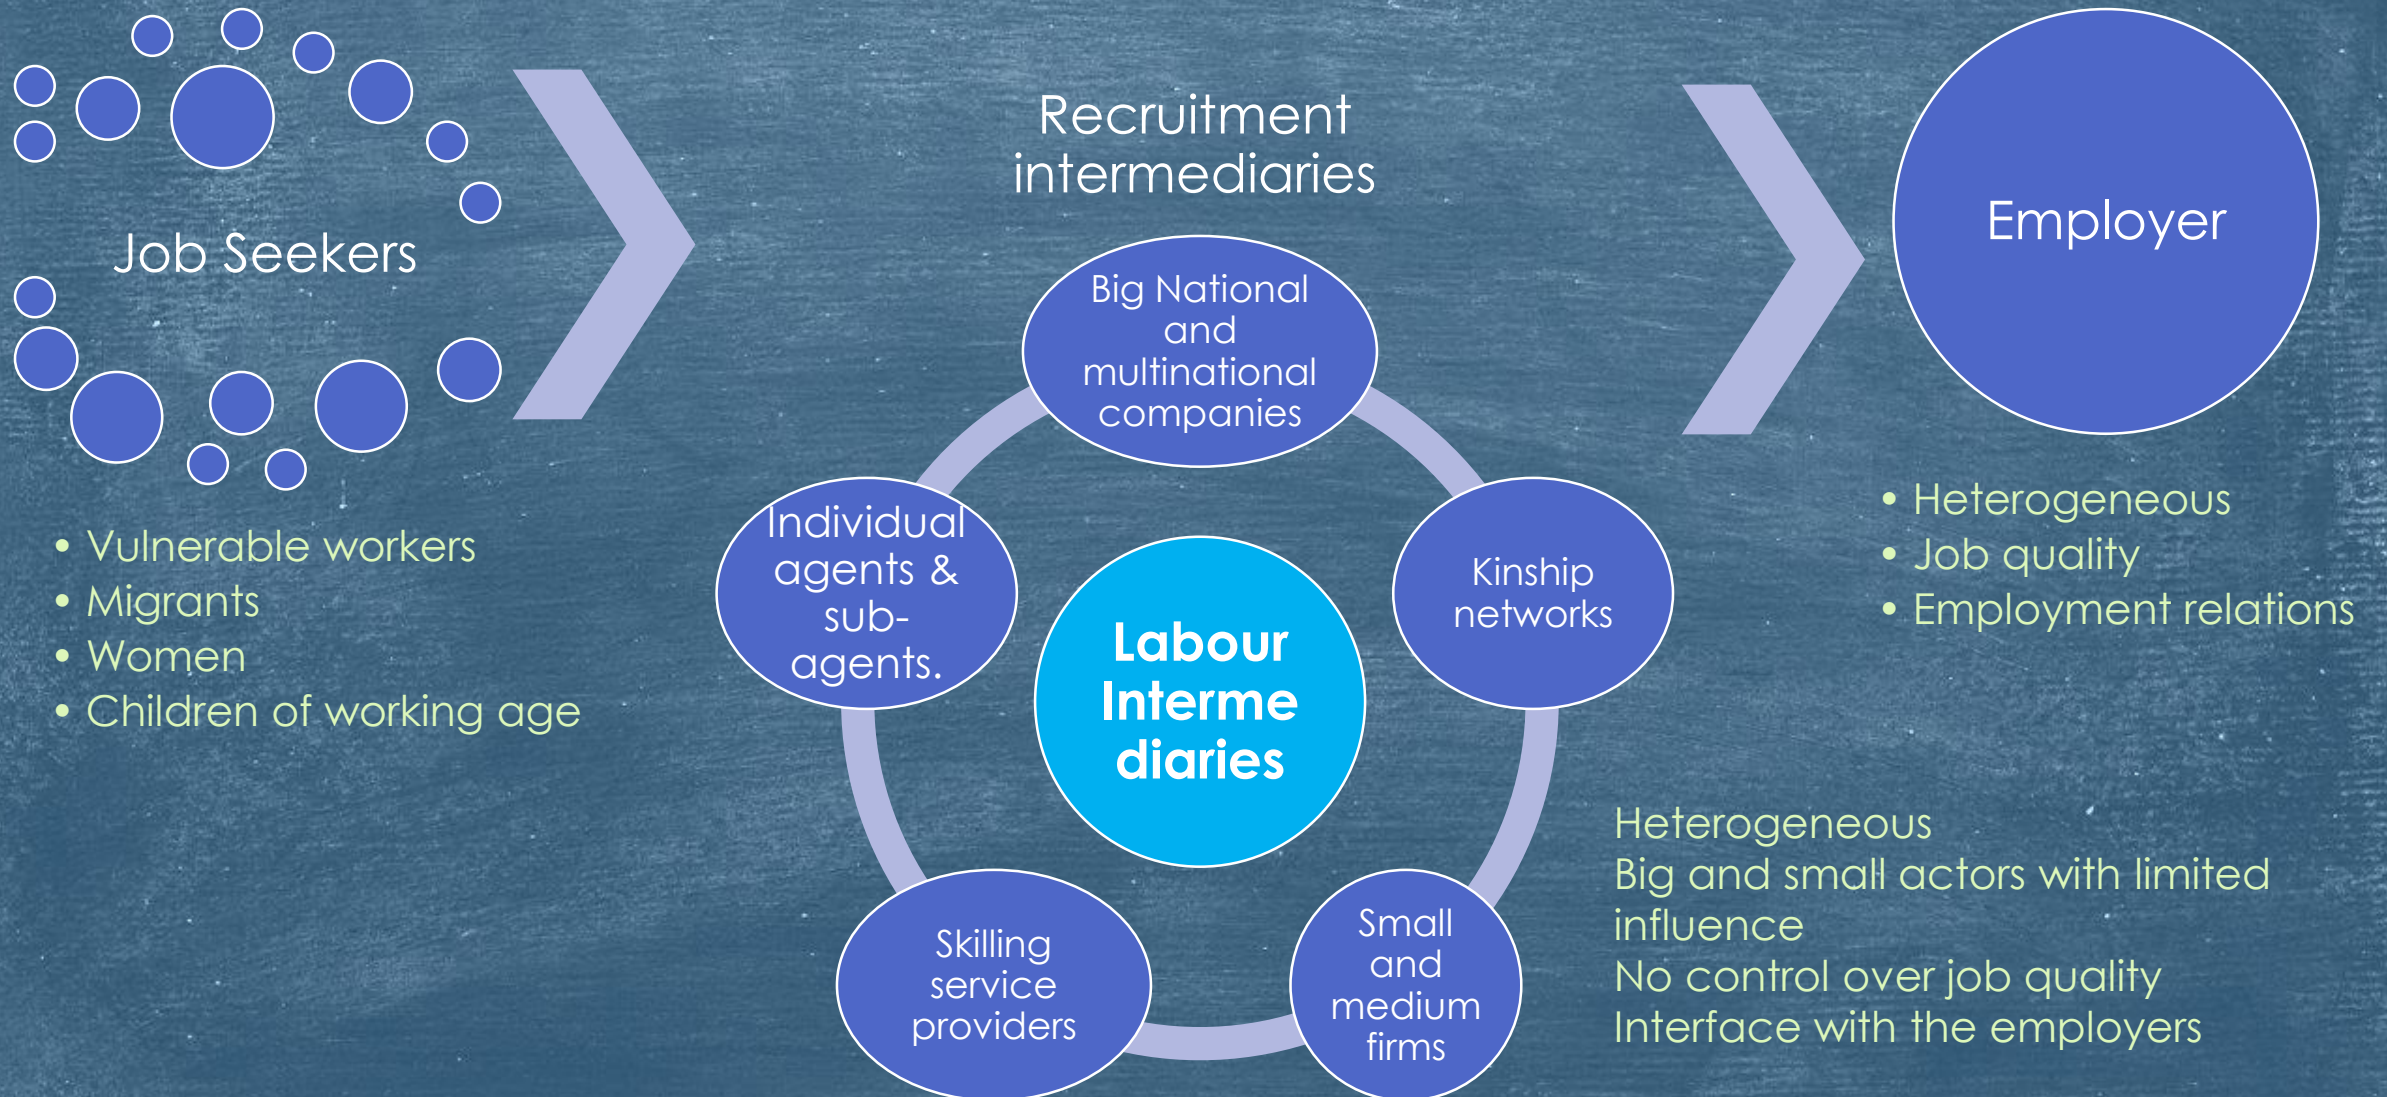 Job Seekers
• Vulnerable workers
• Migrants
• Women
• Children of working age
Recruitment
intermediaries
Big National
and
multinational
companies
Kinship
networks
Small
and
medium
firms
Skilling
service
providers
Individual
agents &
sub-
agents.
Labour
Interme
diaries
Employer
• Heterogeneous
• Job quality
• Employment relations
Heterogeneous
Big and small actors with limited
influence
No control over job quality
Interface with the employers